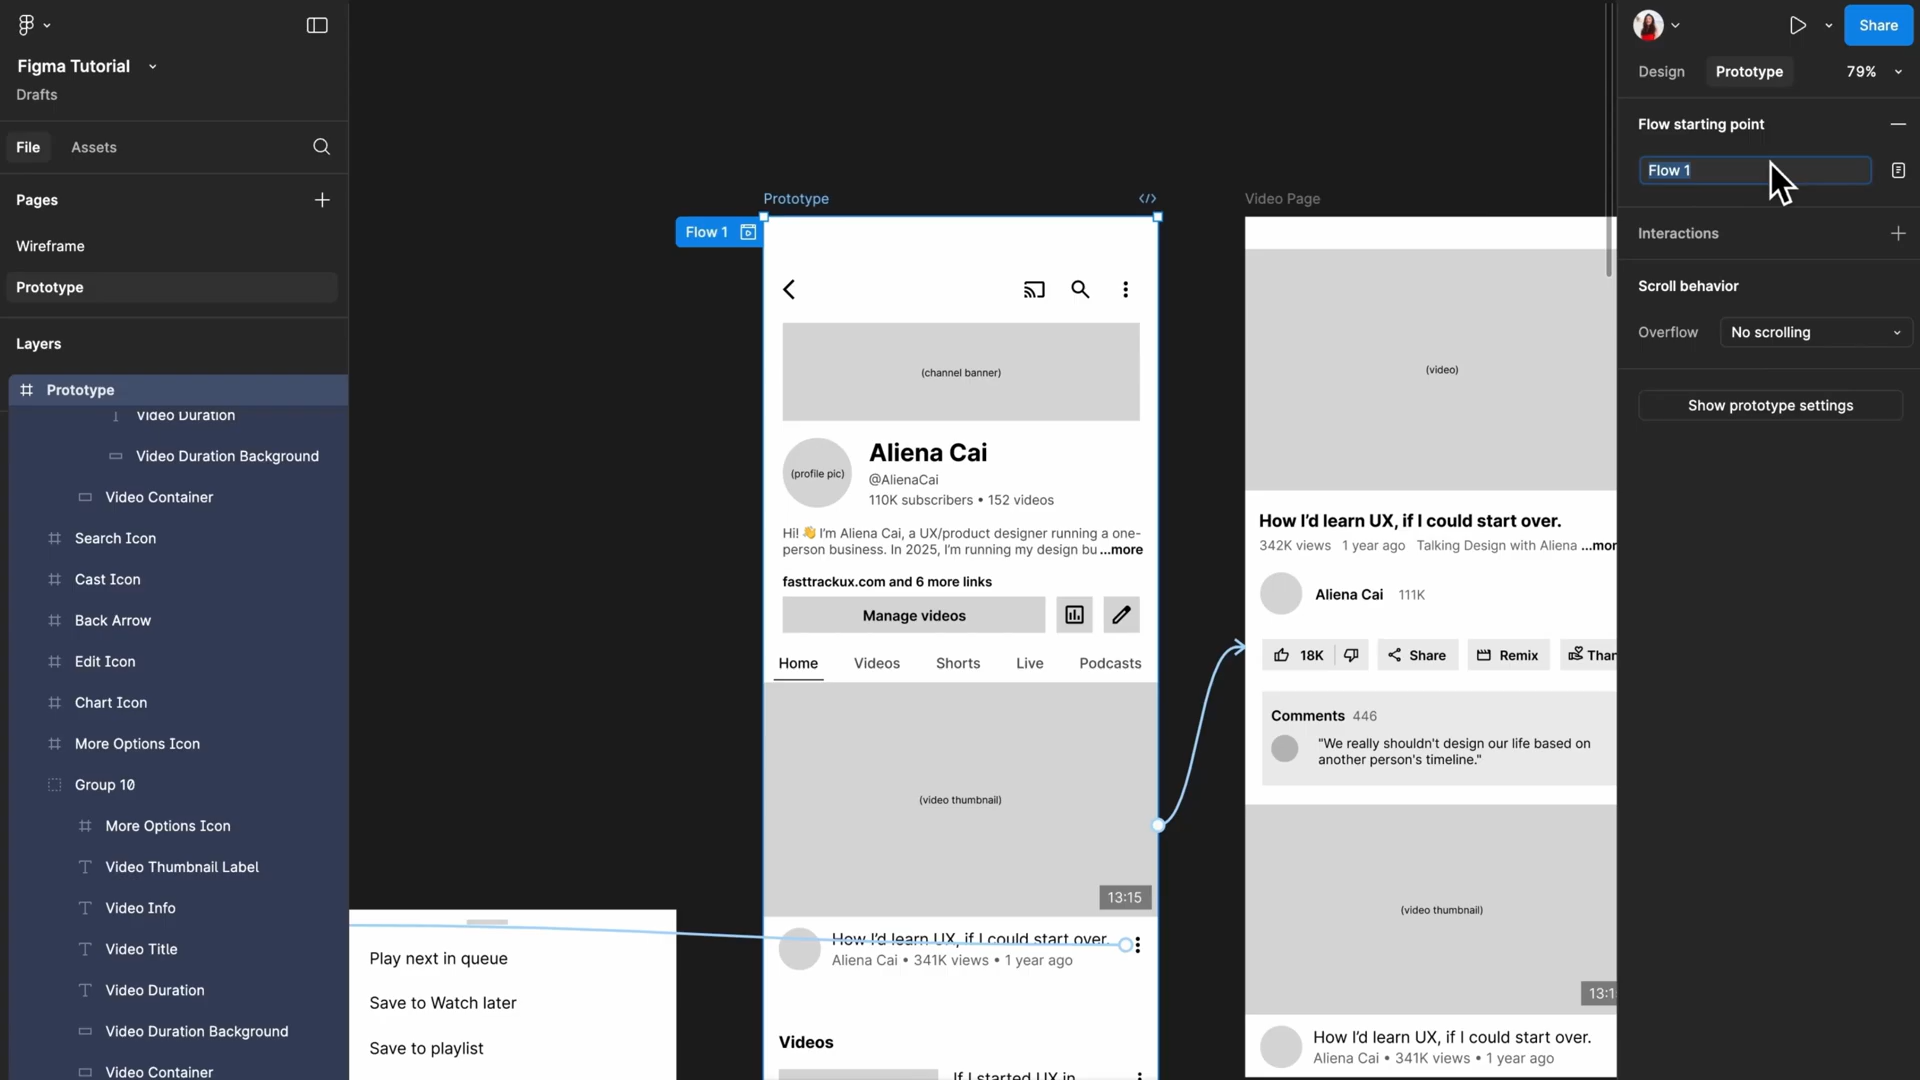 Figma Tutorial
Drafts
File
Assets
Pages
Wireframe
Prototype
Layers
Prototype
Video Duration
Video Duration Background
Video Container
Search Icon
Cast Icon
Back Arrow
Edit Icon
Chart Icon
More Options Icon
Group 10
More Options Icon
Video Thumbnail Label
Video Info
Video Title
Video Duration
Video Duration Background
Video Container
Play next in queue
Save to Watch later
Save to playlist
Flow 1
Prototype
</>
(channel banner)
(profile pic)
Aliena Cai
@AlienaCai
110K subscribers • 152 videos
Hi! 👋 I’m Aliena Cai, a UX/product designer running a one-
person business. In 2025, I’m running my design bu ...more
fasttrackux.com and 6 more links
Manage videos
Home Videos Shorts Live Podcasts
(video thumbnail)
13:15
How I’d learn UX, if I could start over.
Aliena Cai • 341K views • 1 year ago
Videos
If I started UX in
Video Page
(video)
How I’d learn UX, if I could start over.
342K views 1 year ago Talking Design with Aliena ...mor
Aliena Cai 111K
18K Share Remix Than
Comments 446
"We really shouldn't design our life based on
another person's timeline."
(video thumbnail)
13:1
How I’d learn UX, if I could start over.
Aliena Cai • 341K views • 1 year ago
Share
Design Prototype 79%
Flow starting point
Flow 1
Interactions
Scroll behavior
Overflow No scrolling
Show prototype settings